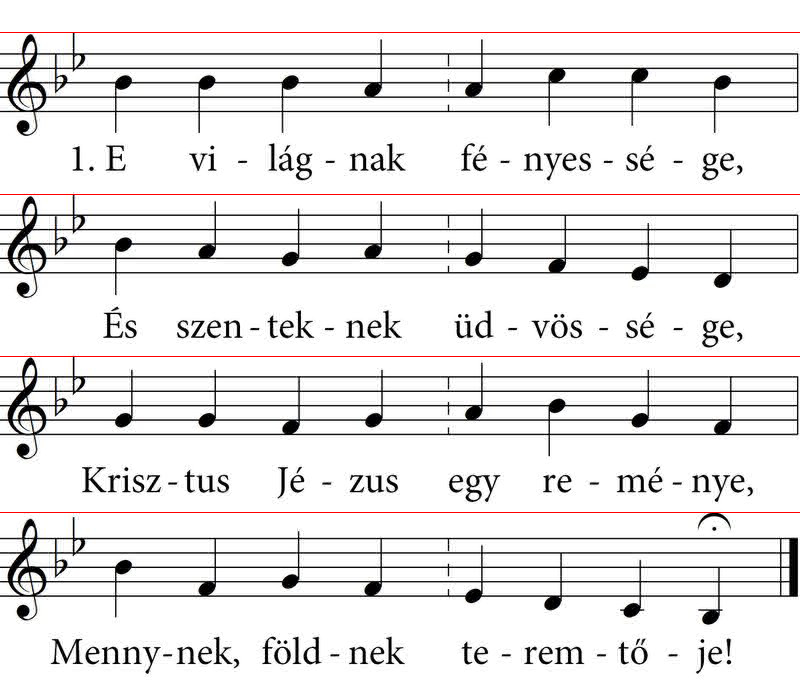 1. E vi - lág - nak fé - nyes - sé - ge,
És szen - tek - nek üd - vös - sé - ge,
Krisz - tus Jé - zus egy re - mé - nye,
Menny - nek, föld - nek te - rem - tő - je!